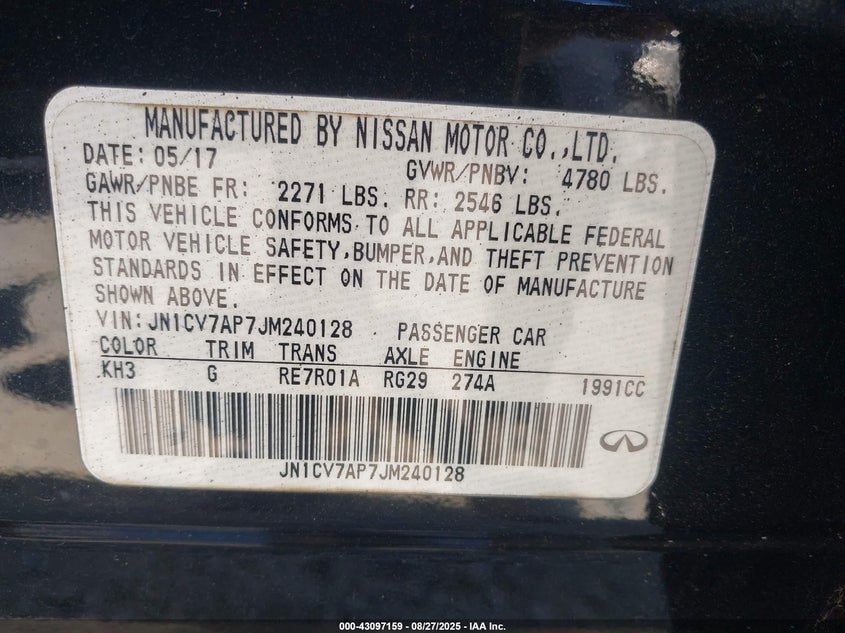 MANUFACTURED BY NISSAN MOTOR CO.,LTD.
DATE: 05/17 GVWR/PNBV: 4780 LBS.
GAWR/PNBE FR: 2271 LBS. RR: 2546 LBS.
THIS VEHICLE CONFORMS TO ALL APPLICABLE FEDERAL
MOTOR VEHICLE SAFETY,BUMPER,AND THEFT PREVENTION
STANDARDS IN EFFECT ON THE DATE OF MANUFACTURE
SHOWN ABOVE.
VIN: JN1CV7AP7JM240128 PASSENGER CAR
COLOR TRIM TRANS AXLE ENGINE
KH3 G RE7R01A RG29 274A 1991CC
JN1CV7AP7JM240128
000-43097159 - 08/27/2025 - IAA Inc.